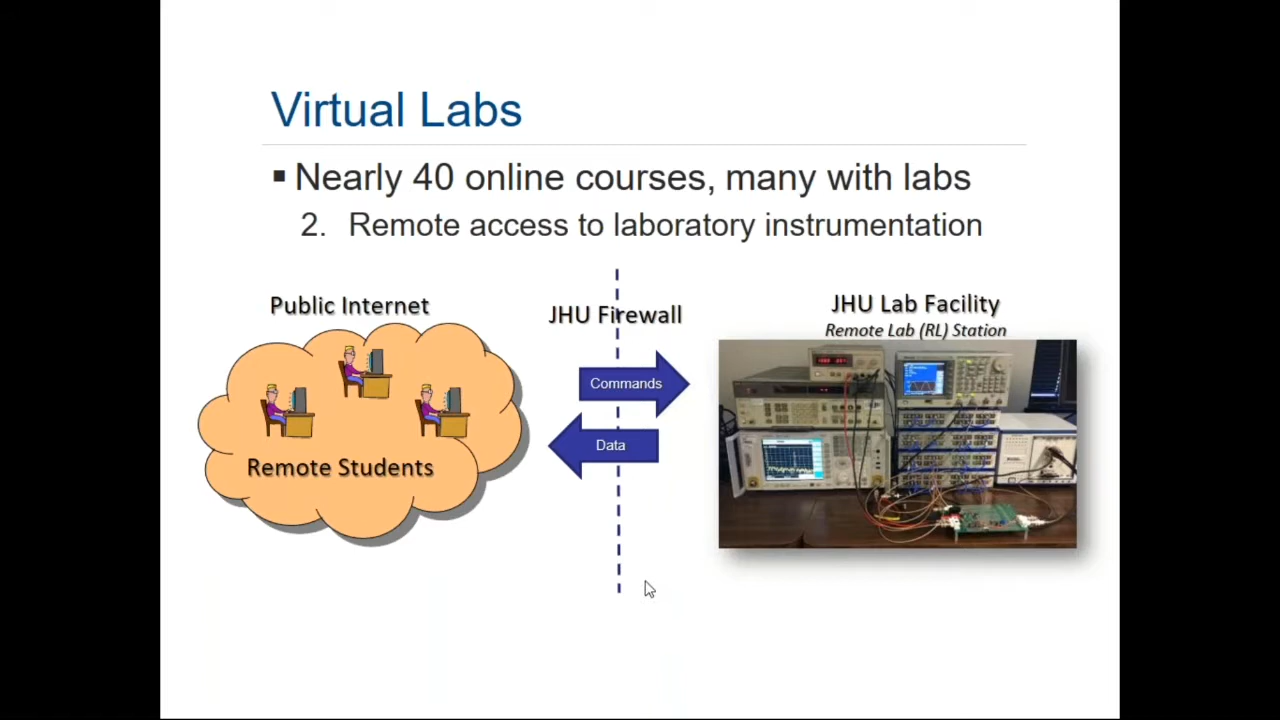 Virtual Labs
▪ Nearly 40 online courses, many with labs
2. Remote access to laboratory instrumentation
Public Internet
JHU Firewall
JHU Lab Facility
Remote Lab (RL) Station
Commands
Data
Remote Students